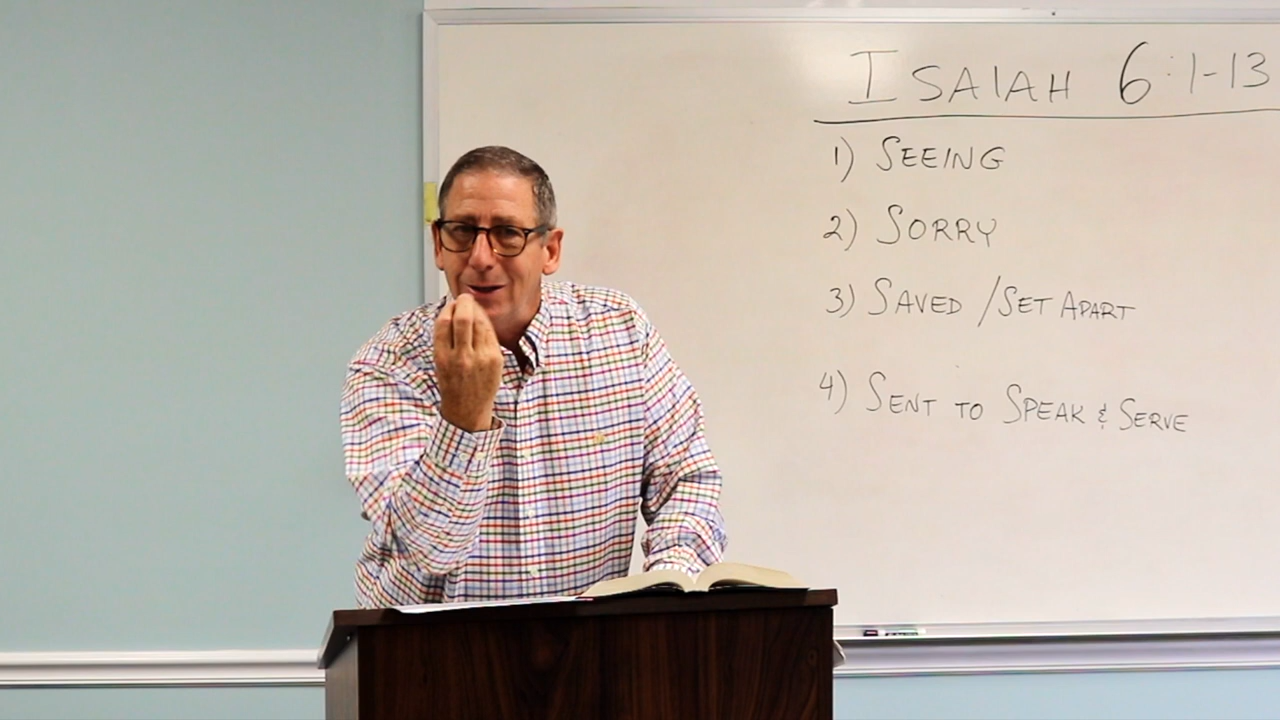 ISAIAH 6:1-13
1) SEEING
2) SORRY
3) SAVED / SET APART
4) SENT TO SPEAK & SERVE